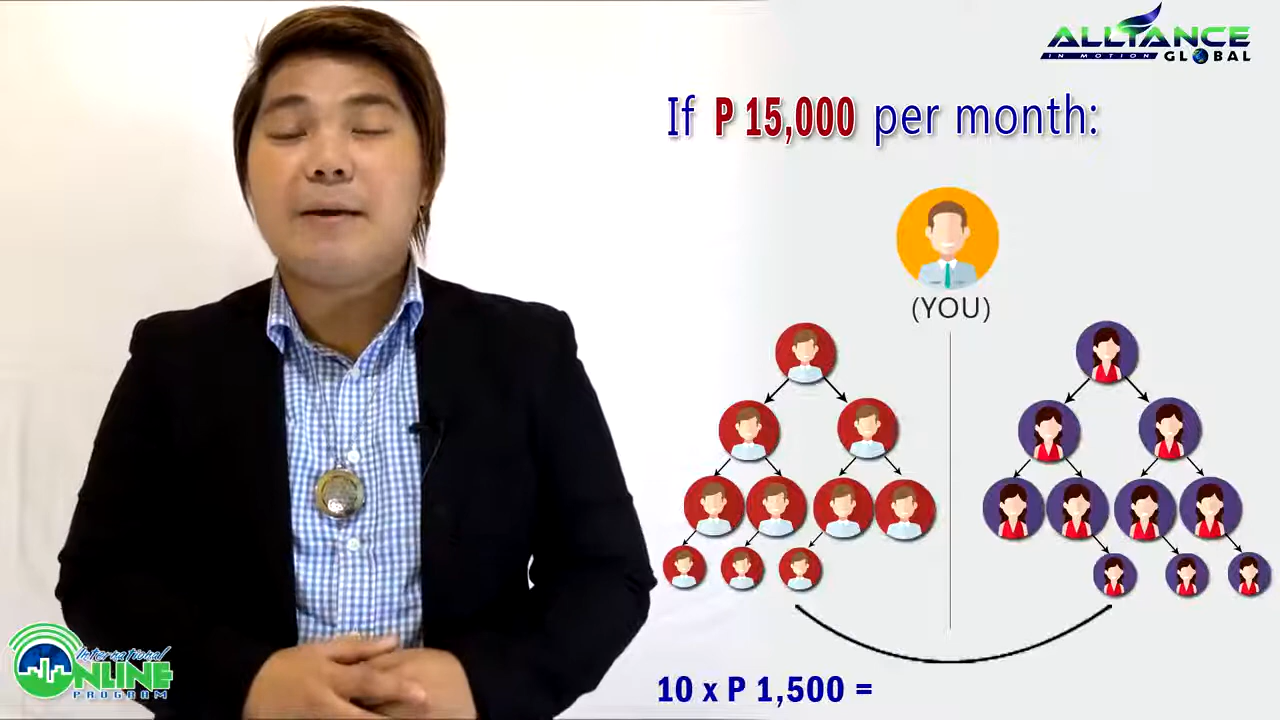 ALLIANCE
IN MOTION GLOBAL
If P 15,000 per month:
(YOU)
10 x P 1,500 =
International
ONLINE
PROGRAM